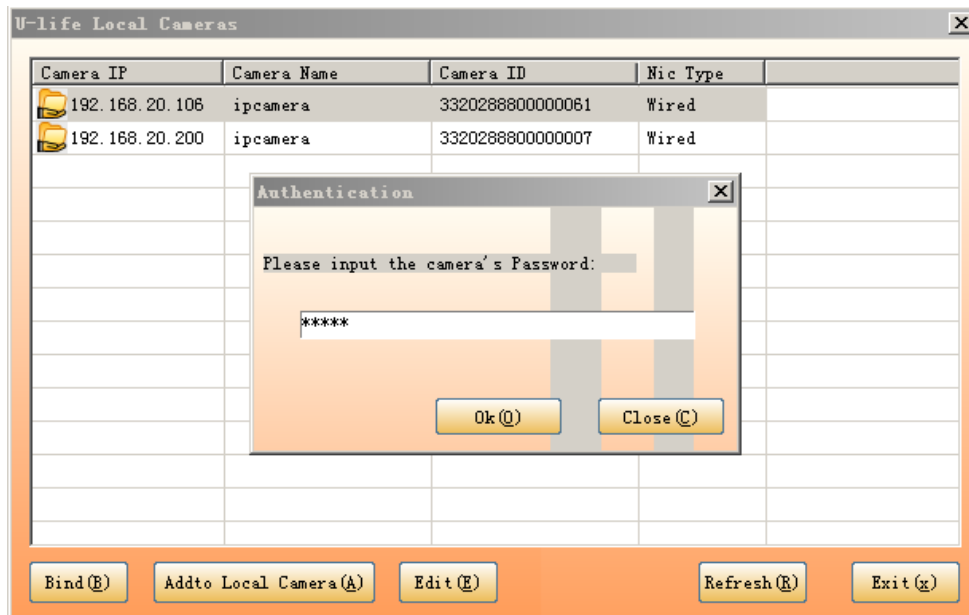 U-life Local Cameras
Camera IP Camera Name Camera ID Nic Type
192.168.20.106 ipcamera 3320288800000061 Wired
192.168.20.200 ipcamera 3320288800000007 Wired
Authentication
Please input the camera's Password:
*****
Ok(O) Close(C)
Bind(B) Addto Local Camera(A) Edit(E) Refresh(R) Exit(x)